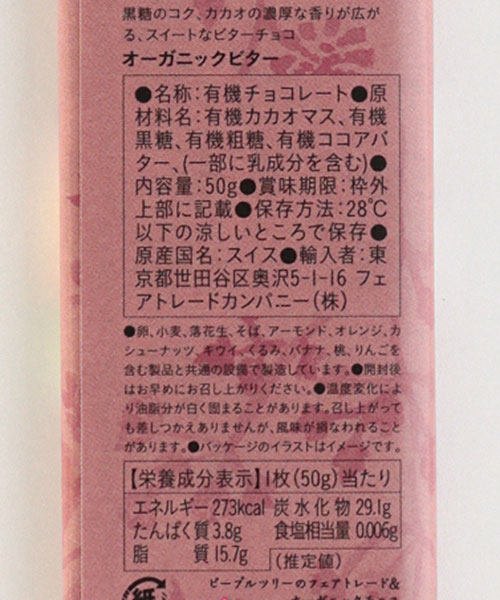 黒糖のコク、カカオの濃厚な香りが広が
る、スイートなビターチョコ
オーガニックビター
●名称:有機チョコレート●原
材料名:有機カカオマス、有機
黒糖、有機粗糖、有機ココアバ
ター、(一部に乳成分を含む)●
内容量:50g●賞味期限:枠外
上部に記載●保存方法:28℃
以下の涼しいところで保存●
原産国名:スイス●輸入者:東
京都世田谷区奥沢5-1-16 フェ
アトレードカンパニー(株)
●卵、小麦、落花生、そば、アーモンド、オレンジ、カ
シューナッツ、キウイ、くるみ、バナナ、桃、りんごを
含む製品と共通の設備で製造しています。●開封後
はお早めにお召し上がりください。●温度変化によ
り油脂分が白く固まることがあります。召し上がって
も差しつかえありませんが、風味が損なわれること
があります。●パッケージのイラストはイメージです。
【栄養成分表示】1枚(50g)当たり
エネルギー 273kcal 炭水化物 29.1g
たんぱく質 3.8g 食塩相当量 0.006g
脂質 15.7g (推定値)
紙
ピープルツリーのフェアトレード&